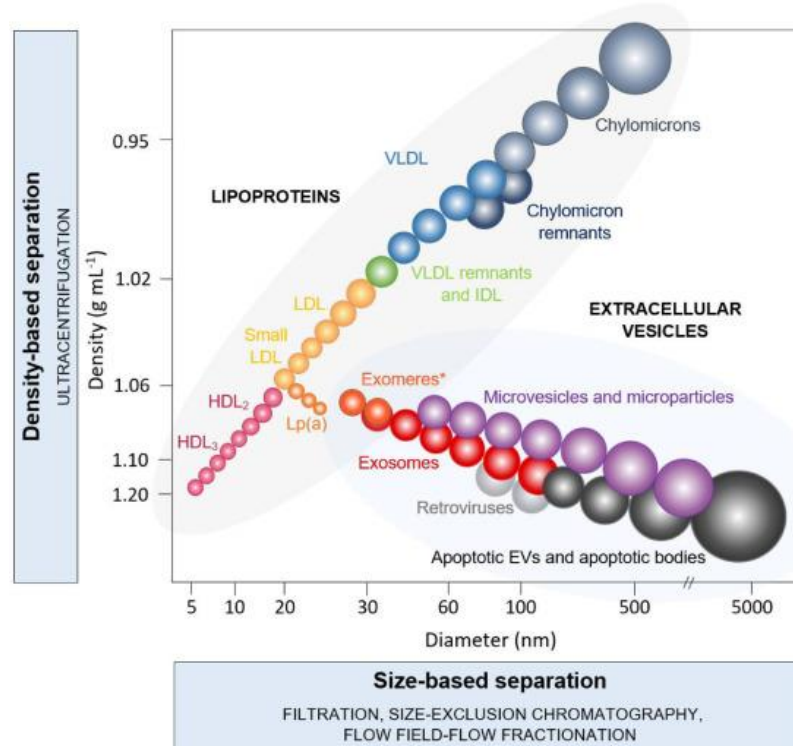 Density-based separation
ULTRACENTRIFUGATION
Density (g mL⁻¹)
0.95
1.02
1.06
1.10
1.20
LIPOPROTEINS
VLDL
Chylomicrons
Chylomicron
remnants
VLDL remnants
and IDL
LDL
Small
LDL
HDL₂
HDL₃
Lp(a)
EXTRACELLULAR
VESICLES
Exomeres*
Microvesicles and microparticles
Exosomes
Retroviruses
Apoptotic EVs and apoptotic bodies
5 10 20 30 60 100 500 // 5000
Diameter (nm)
Size-based separation
FILTRATION, SIZE-EXCLUSION CHROMATOGRAPHY,
FLOW FIELD-FLOW FRACTIONATION